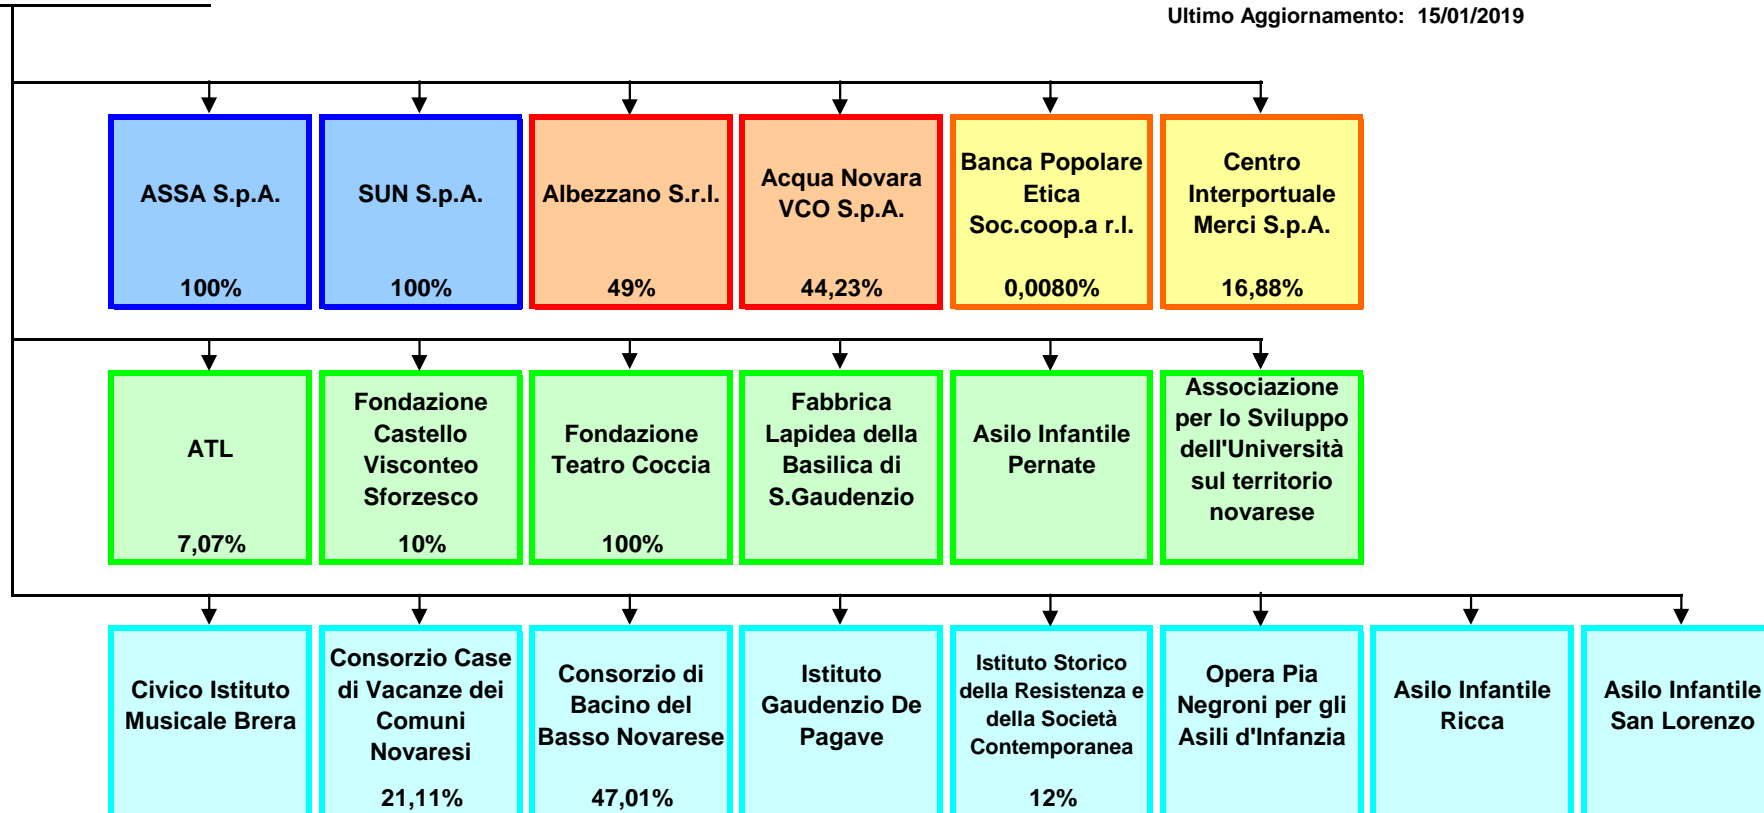 Ultimo Aggiornamento: 15/01/2019
ASSA S.p.A.
100%
SUN S.p.A.
100%
Albezzano S.r.l.
49%
Acqua Novara
VCO S.p.A.
44,23%
Banca Popolare
Etica
Soc.coop.a r.l.
0,0080%
Centro
Interportuale
Merci S.p.A.
16,88%
ATL
7,07%
Fondazione
Castello
Visconteo
Sforzesco
10%
Fondazione
Teatro Coccia
100%
Fabbrica
Lapidea della
Basilica di
S.Gaudenzio
Asilo Infantile
Pernate
Associazione
per lo Sviluppo
dell'Università
sul territorio
novarese
Civico Istituto
Musicale Brera
Consorzio Case
di Vacanze dei
Comuni
Novaresi
21,11%
Consorzio di
Bacino del
Basso Novarese
47,01%
Istituto
Gaudenzio De
Pagave
Istituto Storico
della Resistenza e
della Società
Contemporanea
12%
Opera Pia
Negroni per gli
Asili d'Infanzia
Asilo Infantile
Ricca
Asilo Infantile
San Lorenzo